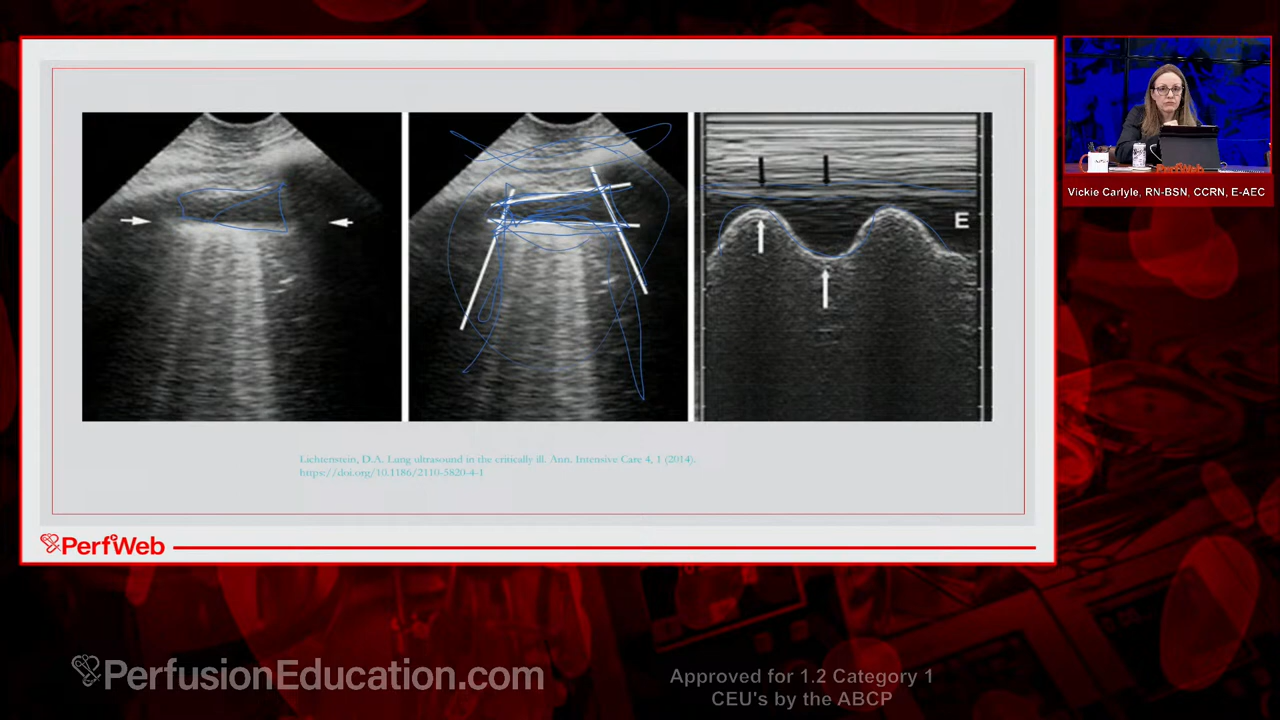 E
Lichtenstein, D.A. Lung ultrasound in the critically ill. Ann. Intensive Care 4, 1 (2014).
https://doi.org/10.1186/2110-5820-4-1
PerfWeb
Vickie Carlyle, RN-BSN, CCRN, E-AEC
PerfusionEducation.com
Approved for 1.2 Category 1
CEU's by the ABCP